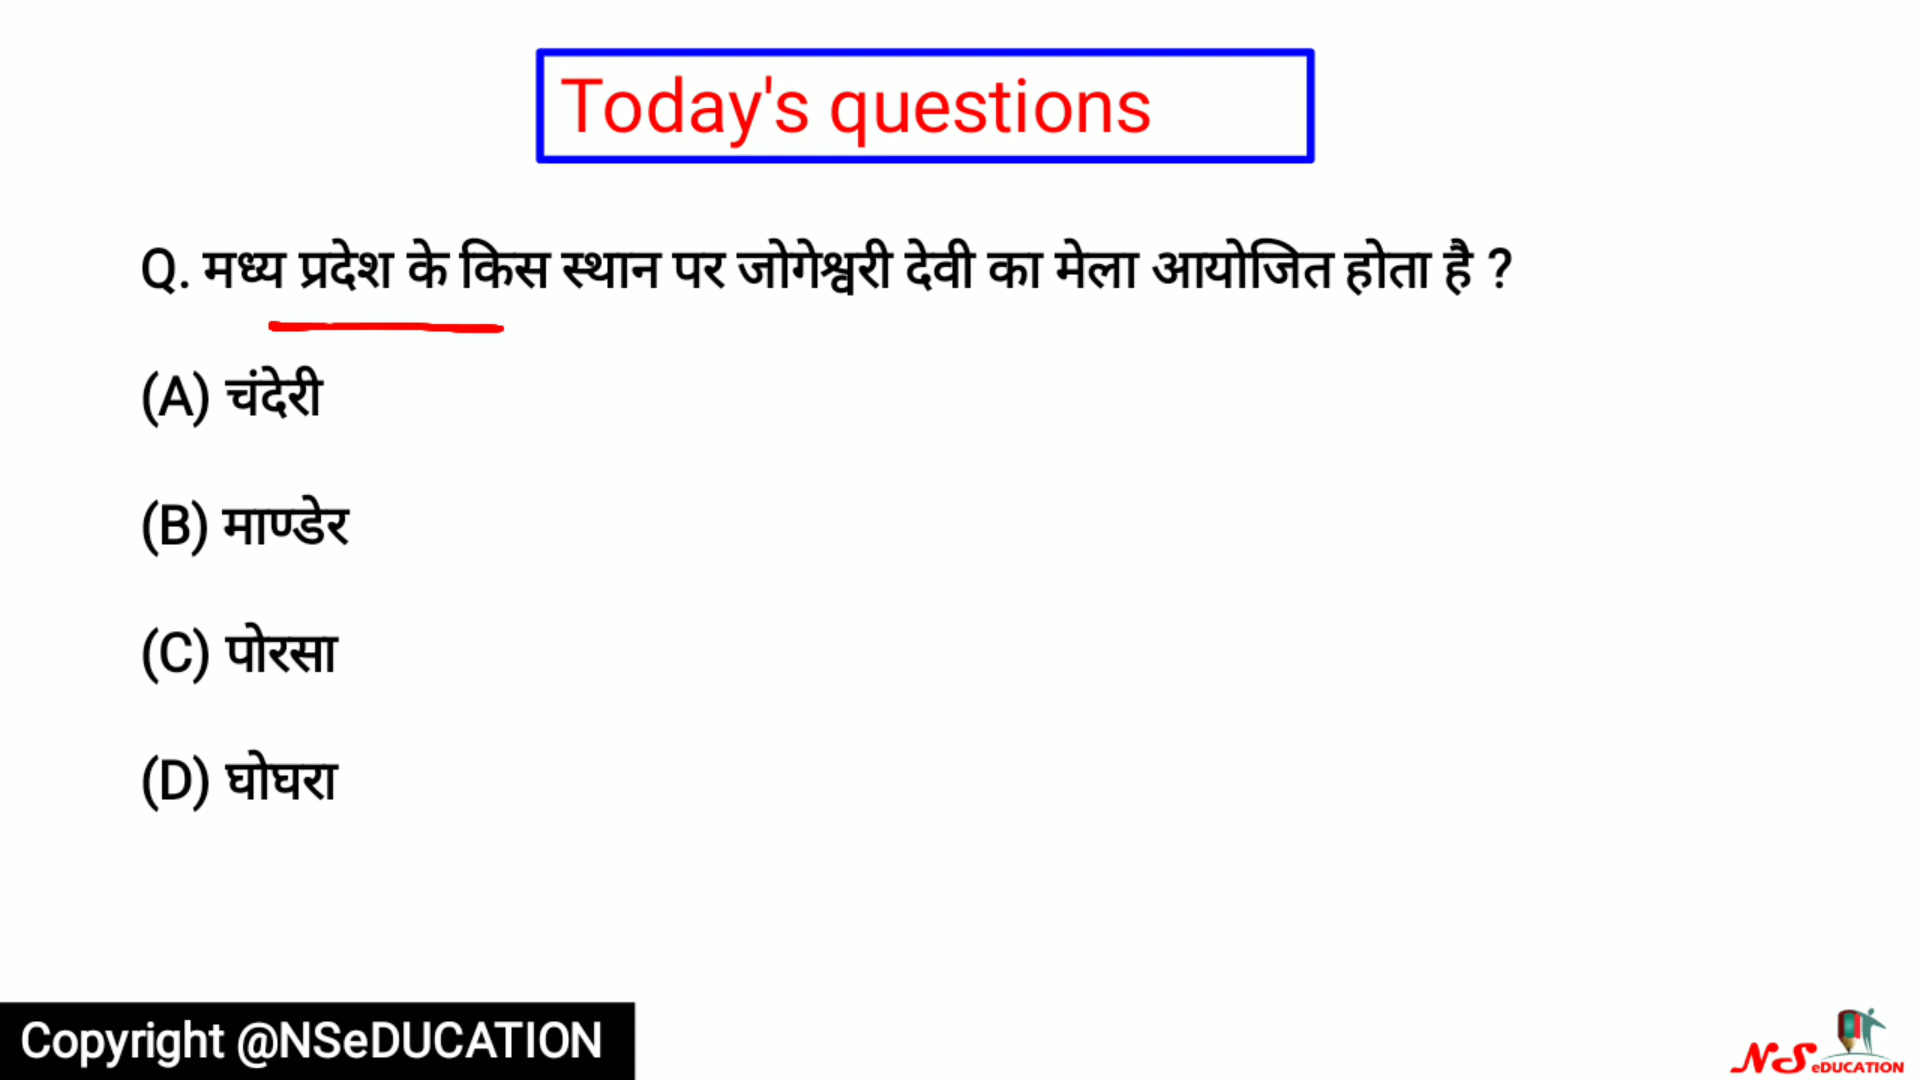 Today's questions
Q. मध्य प्रदेश के किस स्थान पर जोगेश्वरी देवी का मेला आयोजित होता है ?
(A) चंदेरी
(B) माण्डेर
(C) पोरसा
(D) घोघरा
Copyright @NSeDUCATION
NS eDUCATION